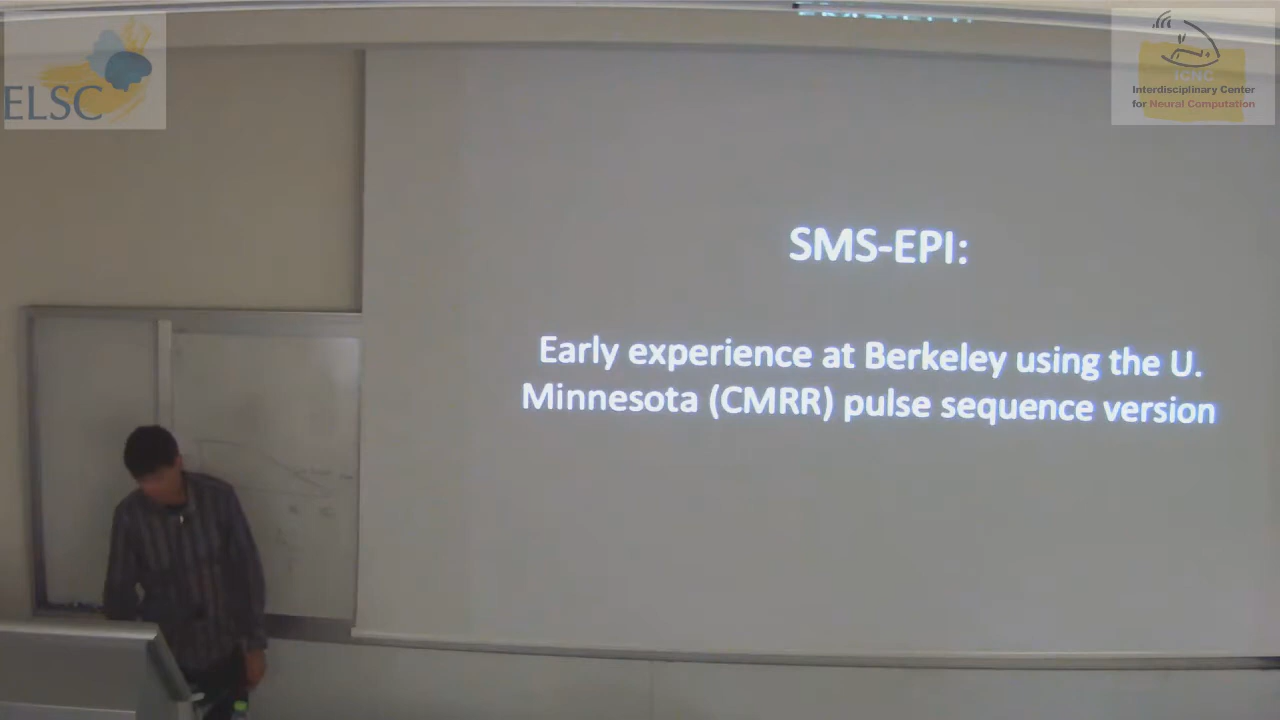 ELSC
ICNC
Interdisciplinary Center
for Neural Computation
SMS-EPI:
Early experience at Berkeley using the U.
Minnesota (CMRR) pulse sequence version